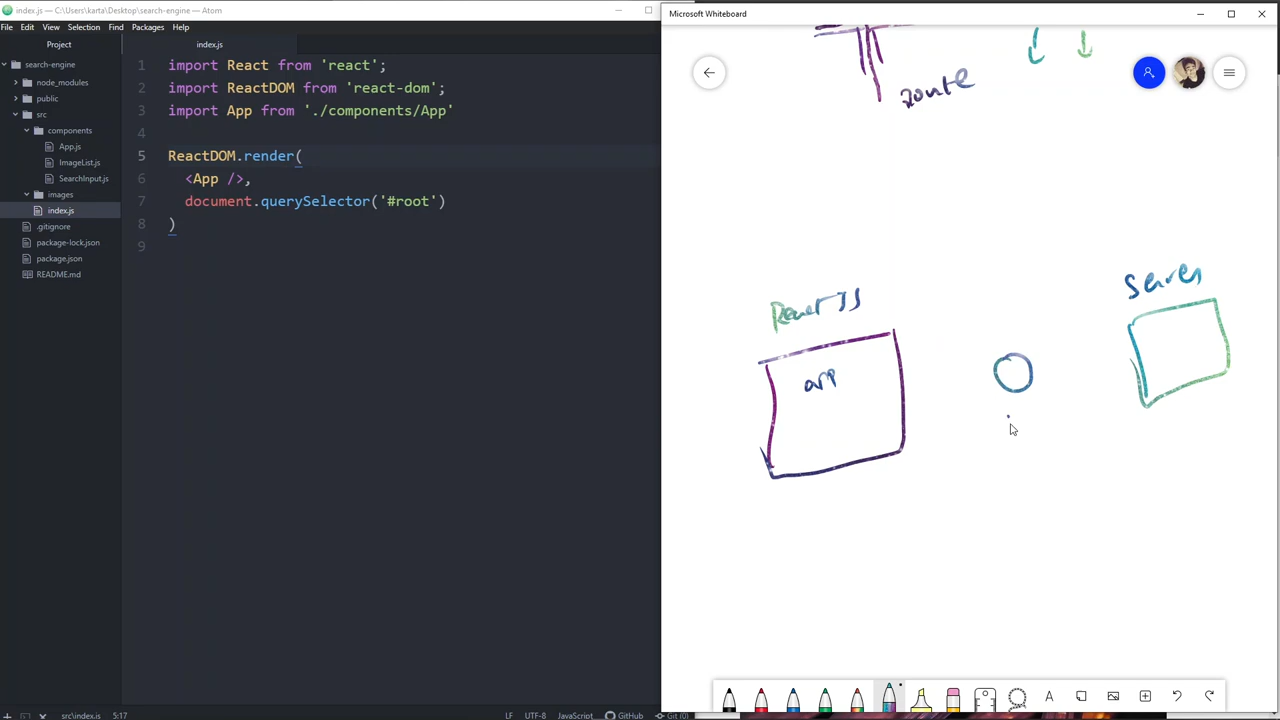 index.js — C:\Users\karta\Desktop\search-engine — Atom
File Edit View Selection Find Packages Help
Project
search-engine
node_modules
public
src
components
App.js
ImageList.js
SearchInput.js
images
index.js
.gitignore
package-lock.json
package.json
README.md
index.js
1 import React from 'react';
2 import ReactDOM from 'react-dom';
3 import App from './components/App'
4
5 ReactDOM.render(
6 <App />,
7 document.querySelector('#root')
8 )
9
src\index.js 5:17 LF UTF-8 JavaScript GitHub Git (0)
Microsoft Whiteboard
route
React JS
app
Server
A